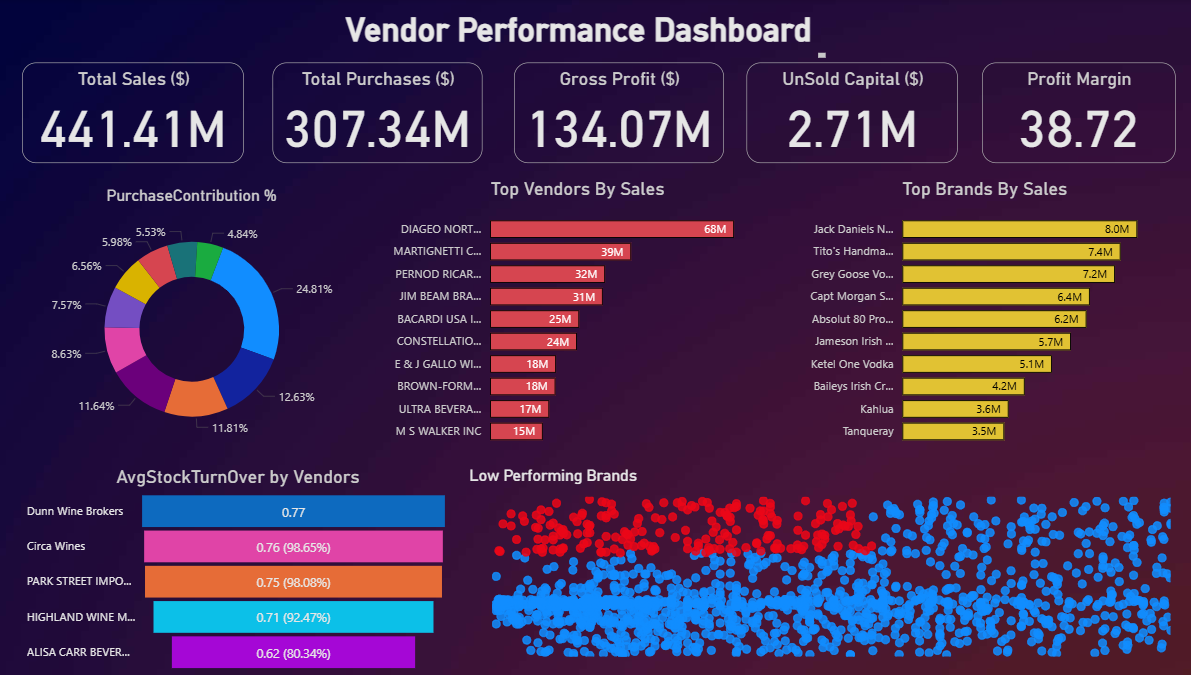 Vendor Performance Dashboard
Total Sales ($)
441.41M
Total Purchases ($)
307.34M
Gross Profit ($)
134.07M
UnSold Capital ($)
2.71M
Profit Margin
38.72
PurchaseContribution %
5.53%
4.84%
5.98%
6.56%
24.81%
7.57%
8.63%
12.63%
11.64%
11.81%
Top Vendors By Sales
DIAGEO NORT... 68M
MARTIGNETTI C... 39M
PERNOD RICAR... 32M
JIM BEAM BRA... 31M
BACARDI USA I... 25M
CONSTELLATIO... 24M
E & J GALLO WI... 18M
BROWN-FORM... 18M
ULTRA BEVERA... 17M
M S WALKER INC 15M
Top Brands By Sales
Jack Daniels N... 8.0M
Tito's Handma... 7.4M
Grey Goose Vo... 7.2M
Capt Morgan S... 6.4M
Absolut 80 Pro... 6.2M
Jameson Irish ... 5.7M
Ketel One Vodka 5.1M
Baileys Irish Cr... 4.2M
Kahlua 3.6M
Tanqueray 3.5M
AvgStockTurnOver by Vendors
Dunn Wine Brokers 0.77
Circa Wines 0.76 (98.65%)
PARK STREET IMPO... 0.75 (98.08%)
HIGHLAND WINE M... 0.71 (92.47%)
ALISA CARR BEVER... 0.62 (80.34%)
Low Performing Brands